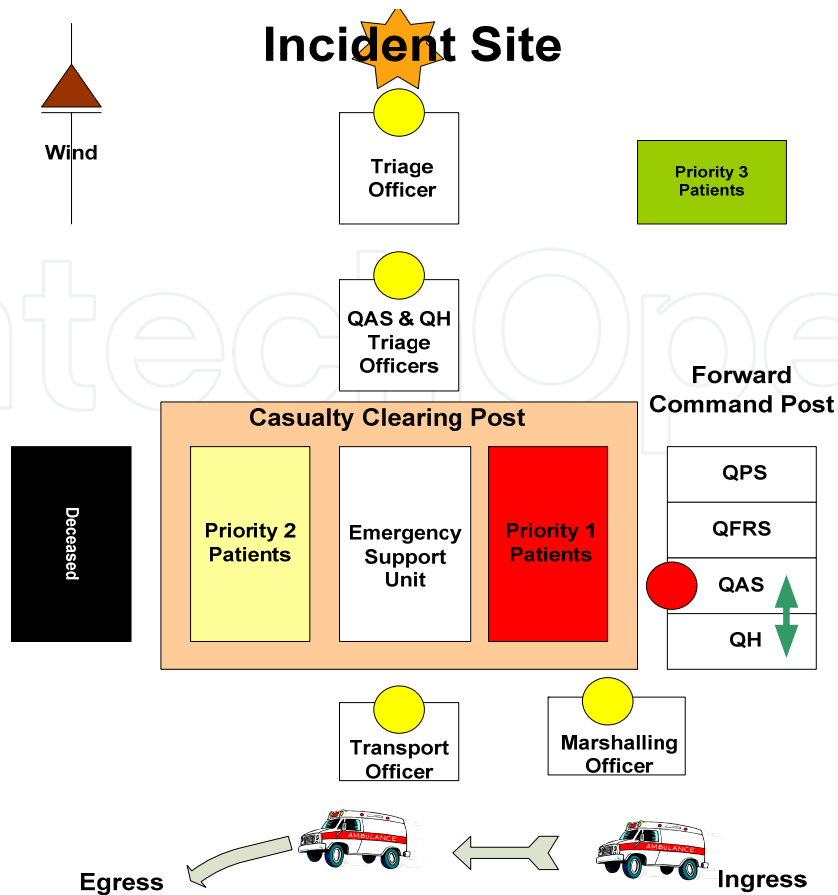 Incident Site
Wind
Triage
Officer
Priority 3
Patients
QAS & QH
Triage
Officers
Forward
Command Post
Casualty Clearing Post
Deceased
Priority 2
Patients
Emergency
Support
Unit
Priority 1
Patients
QPS
QFRS
QAS
QH
Transport
Officer
Marshalling
Officer
AMBULANCE
AMBULANCE
Egress
Ingress
ntechOpe